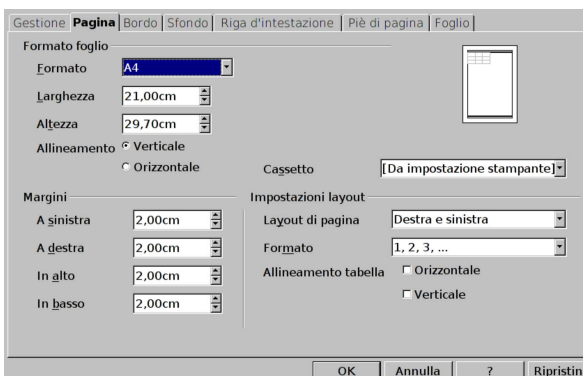 Gestione Pagina Bordo Sfondo Riga d'intestazione Piè di pagina Foglio
Formato foglio
Formato A4
Larghezza 21,00cm
Altezza 29,70cm
Allineamento Verticale
Orizzontale
Cassetto [Da impostazione stampante]
Margini
A sinistra 2,00cm
A destra 2,00cm
In alto 2,00cm
In basso 2,00cm
Impostazioni layout
Layout di pagina Destra e sinistra
Formato 1, 2, 3, ...
Allineamento tabella Orizzontale
Verticale
OK Annulla ? Ripristin